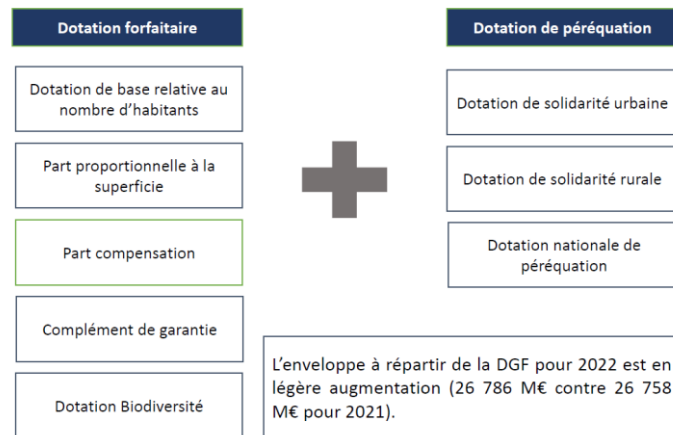 Dotation forfaitaire
Dotation de base relative au
nombre d'habitants
Part proportionnelle à la
superficie
Part compensation
Complément de garantie
Dotation Biodiversité
Dotation de péréquation
Dotation de solidarité urbaine
Dotation de solidarité rurale
Dotation nationale de
péréquation
L'enveloppe à répartir de la DGF pour 2022 est en
légère augmentation (26 786 M€ contre 26 758
M€ pour 2021).